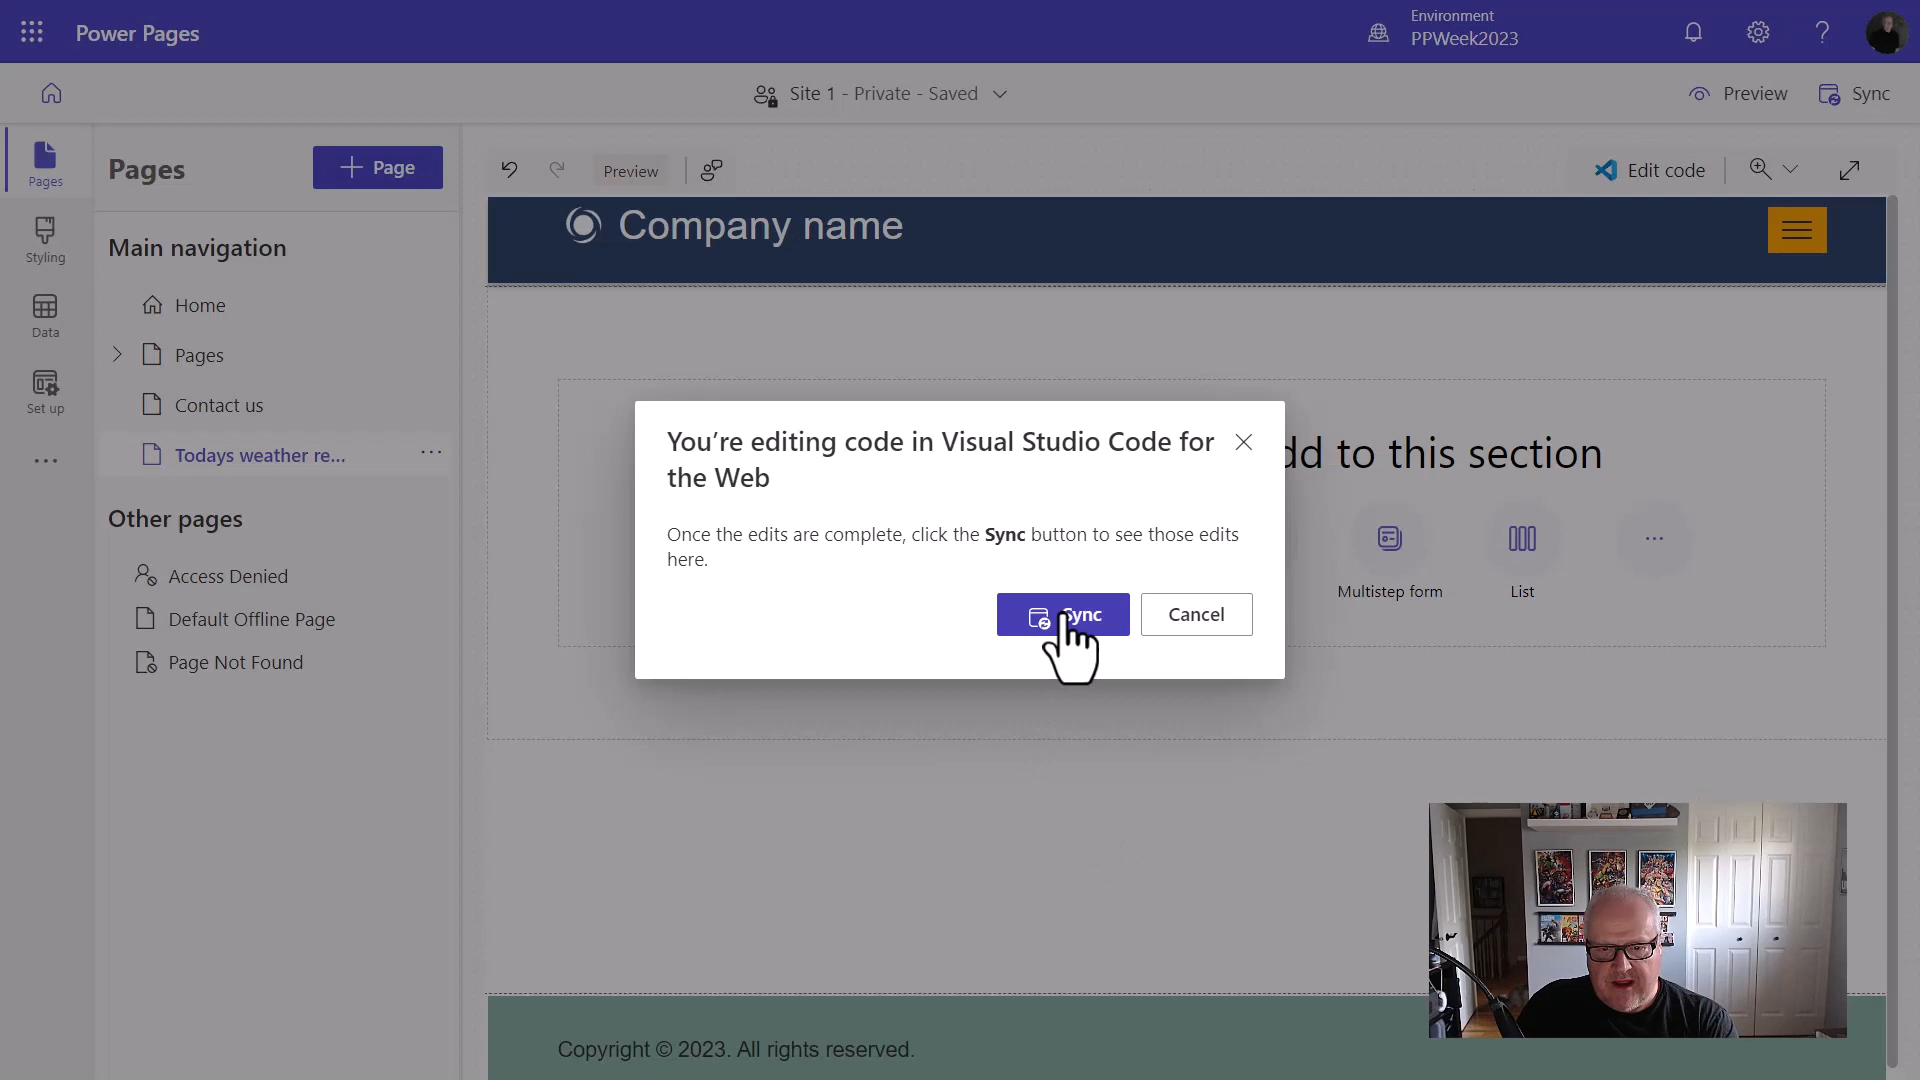 Power Pages
Environment
PPWeek2023
Site 1 - Private - Saved
Preview
Sync
Pages
Styling
Data
Set up
Pages
Page
Main navigation
Home
Pages
Contact us
Todays weather re...
Other pages
Access Denied
Default Offline Page
Page Not Found
Preview
Edit code
Company name
dd to this section
Multistep form
List
You’re editing code in Visual Studio Code for
the Web
Once the edits are complete, click the Sync button to see those edits
here.
Sync
Cancel
Copyright © 2023. All rights reserved.